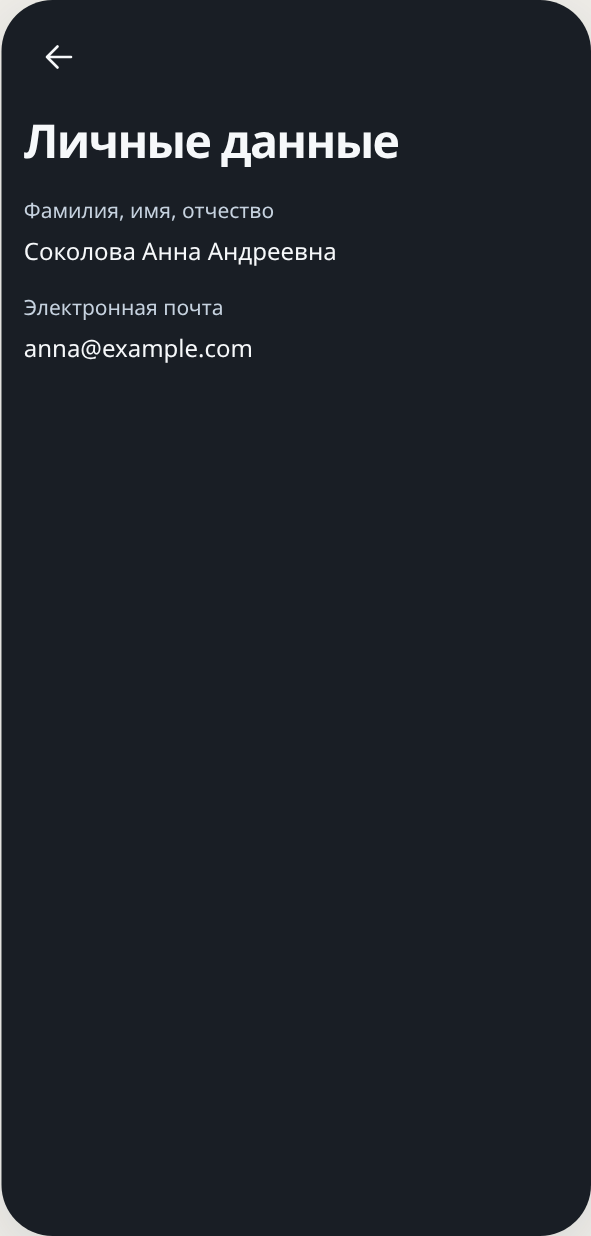 Личные данные
Фамилия, имя, отчество
Соколова Анна Андреевна
Электронная почта
anna@example.com